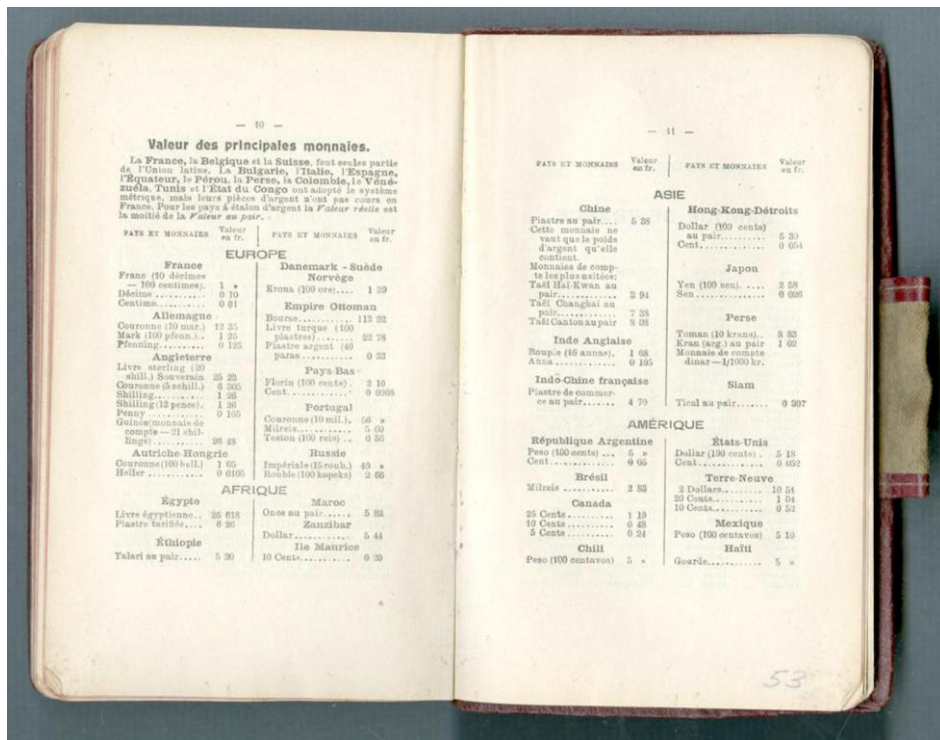 — 10 —
Valeur des principales monnaies.
La France, la Belgique et la Suisse, font seules partie
de l'Union latine. La Bulgarie, l'Italie, l'Espagne,
l'Équateur, le Pérou, la Perse, la Colombie, le Véné-
zuéla, Tunis et l'État du Congo ont adopté le système
métrique, mais leurs pièces d'argent n'ont pas cours en
France. Pour les pays à étalon d'argent la Valeur réelle est
la moitié de la Valeur au pair.
PAYS ET MONNAIES Valeur en fr.
EUROPE
France
Franc (10 décimes
— 100 centimes). 1 »
Décime .......... 0 10
Centime.......... 0 01
Allemagne
Couronne (10 mar.) 12 35
Mark (100 pfenn.).. 1 25
Pfenning.......... 0 125
Angleterre
Livre sterling (20
shill.) Souverain 25 22
Couronne (5 schill.) 6 305
Shilling........... 1 26
Shilling (12 pence). 1 26
Penny ........... 0 105
Guinée (monnaie de
compte — 21 shil-
lings)........... 26 48
Autriche-Hongrie
Couronne (100 hell.) 1 05
Heller ........... 0 0105
PAYS ET MONNAIES Valeur en fr.
Danemark - Suède
Norvège
Krona (100 ore).... 1 39
Empire Ottoman
Bourse............ 113 92
Livre turque (100
piastres)........ 22 78
Piastre argent (40
paras ........... 0 23
Pays-Bas
Florin (100 cents) . 2 10
Cent.............. 0 0208
Portugal
Couronne (10 mil.). 56 »
Milreis........... 5 60
Teston (100 reis) .. 0 56
Russie
Impériale (15 roub.) 40 »
Rouble (100 kopeks) 2 66
AFRIQUE
Égypte
Livre égyptienne.. 25 618
Piastre tarifiée.... 6 26
Éthiopie
Talari au pair..... 5 20
Maroc
Once au pair...... 5 83
Zanzibar
Dollar............ 5 44
Ile Maurice
10 Cents........... 0 20
— 11 —
PAYS ET MONNAIES Valeur en fr.
PAYS ET MONNAIES Valeur en fr.
ASIE
Chine
Piastre au pair.... 5 38
Cette monnaie ne
vaut que le poids
d'argent qu'elle
contient.
Monnaies de comp-
te les plus usitées:
Taël Haï-Kwan au
pair............. 3 94
Taël Changhaï au
pair............. 7 38
Taël Canton au pair 8 08
Inde Anglaise
Roupie (16 annas). 1 68
Anna............. 0 105
Indo-Chine française
Piastre de commer-
ce au pair....... 4 70
Hong-Kong-Détroits
Dollar (100 cents)
au pair.......... 5 39
Cent.............. 0 054
Japon
Yen (100 sen). .... 2 58
Sen............... 0 026
Perse
Toman (10 krans).. 8 83
Kran (arg.) au pair 1 02
Monnaie de compte
dinar — 1/1000 kr.
Siam
Tical au pair....... 0 307
AMÉRIQUE
République Argentine
Peso (100 cents) ... 5 »
Cent.............. 0 05
Brésil
Milreis ........... 2 83
Canada
25 Cents .......... 1 19
10 Cents .......... 0 48
5 Cents .......... 0 24
Chili
Peso (100 centavos) 5 »
États-Unis
Dollar (100 cents) . 5 18
Cent.............. 0 052
Terre-Neuve
2 Dollars......... 10 51
20 Cents.......... 1 04
10 Cents.......... 0 52
Mexique
Peso (100 centavos) 5 10
Haïti
Gourde............ 5 »
53